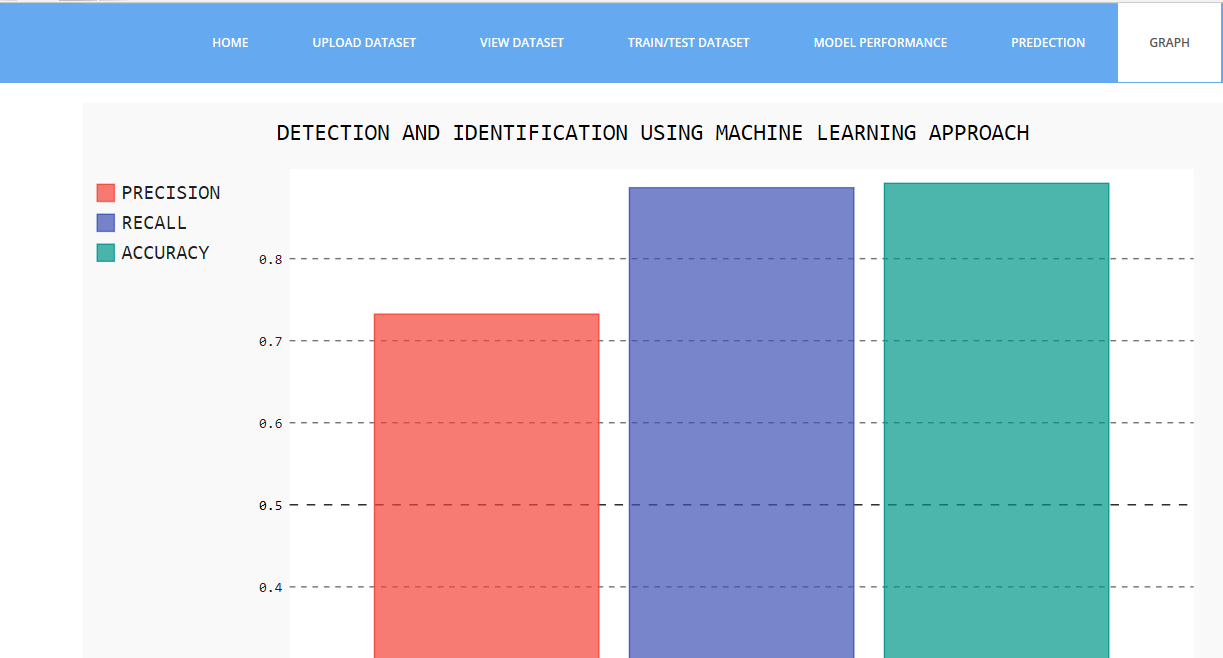 HOME UPLOAD DATASET VIEW DATASET TRAIN/TEST DATASET MODEL PERFORMANCE PREDECTION GRAPH
DETECTION AND IDENTIFICATION USING MACHINE LEARNING APPROACH
PRECISION
RECALL
ACCURACY
0.8
0.7
0.6
0.5
0.4